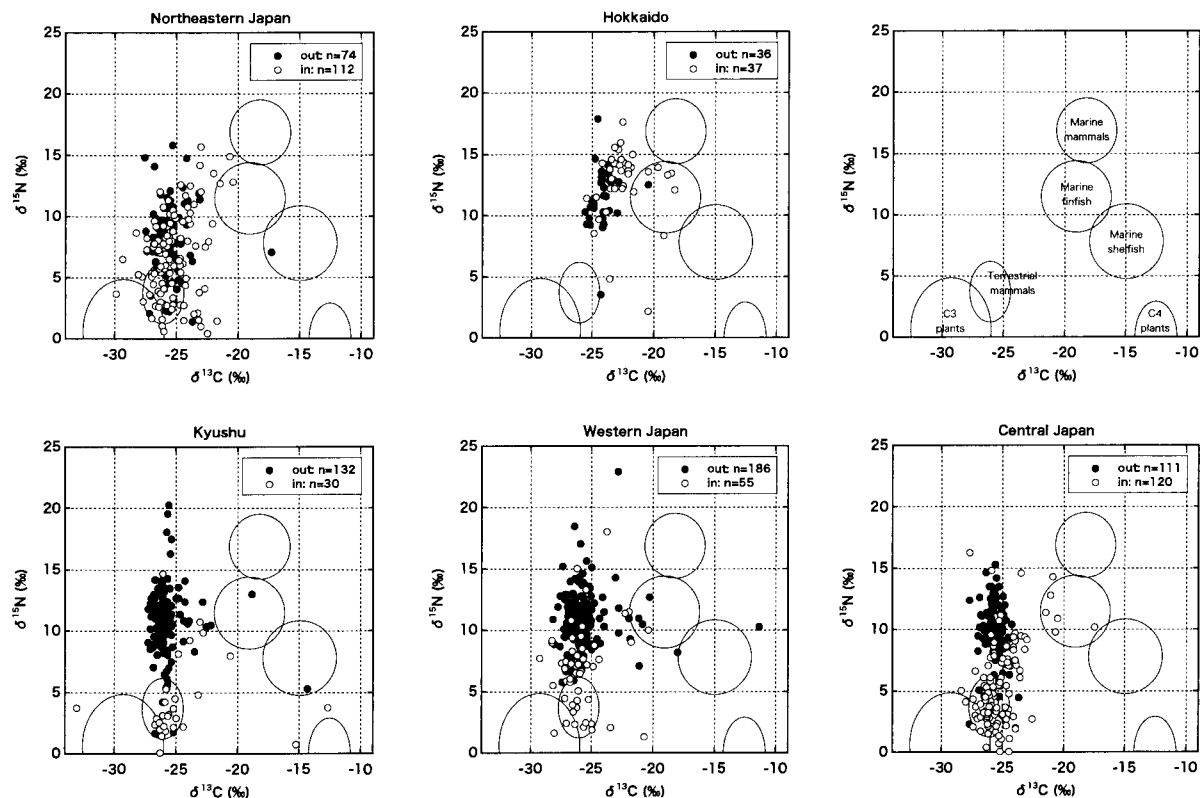 Northeastern Japan
25
20
15
10
5
0
δ15N (‰)
out: n=74
in: n=112
-30 -25 -20 -15 -10
δ13C (‰)
Hokkaido
25
20
15
10
5
0
δ15N (‰)
out: n=36
in: n=37
-30 -25 -20 -15 -10
δ13C (‰)
25
20
15
10
5
0
δ15N (‰)
Marine
mammals
Marine
finfish
Marine
shelfish
Terrestrial
mammals
C3
plants
C4
plants
-30 -25 -20 -15 -10
δ13C (‰)
Kyushu
25
20
15
10
5
0
δ15N (‰)
out: n=132
in: n=30
-30 -25 -20 -15 -10
δ13C (‰)
Western Japan
25
20
15
10
5
0
δ15N (‰)
out: n=186
in: n=55
-30 -25 -20 -15 -10
δ13C (‰)
Central Japan
25
20
15
10
5
0
δ15N (‰)
out: n=111
in: n=120
-30 -25 -20 -15 -10
δ13C (‰)